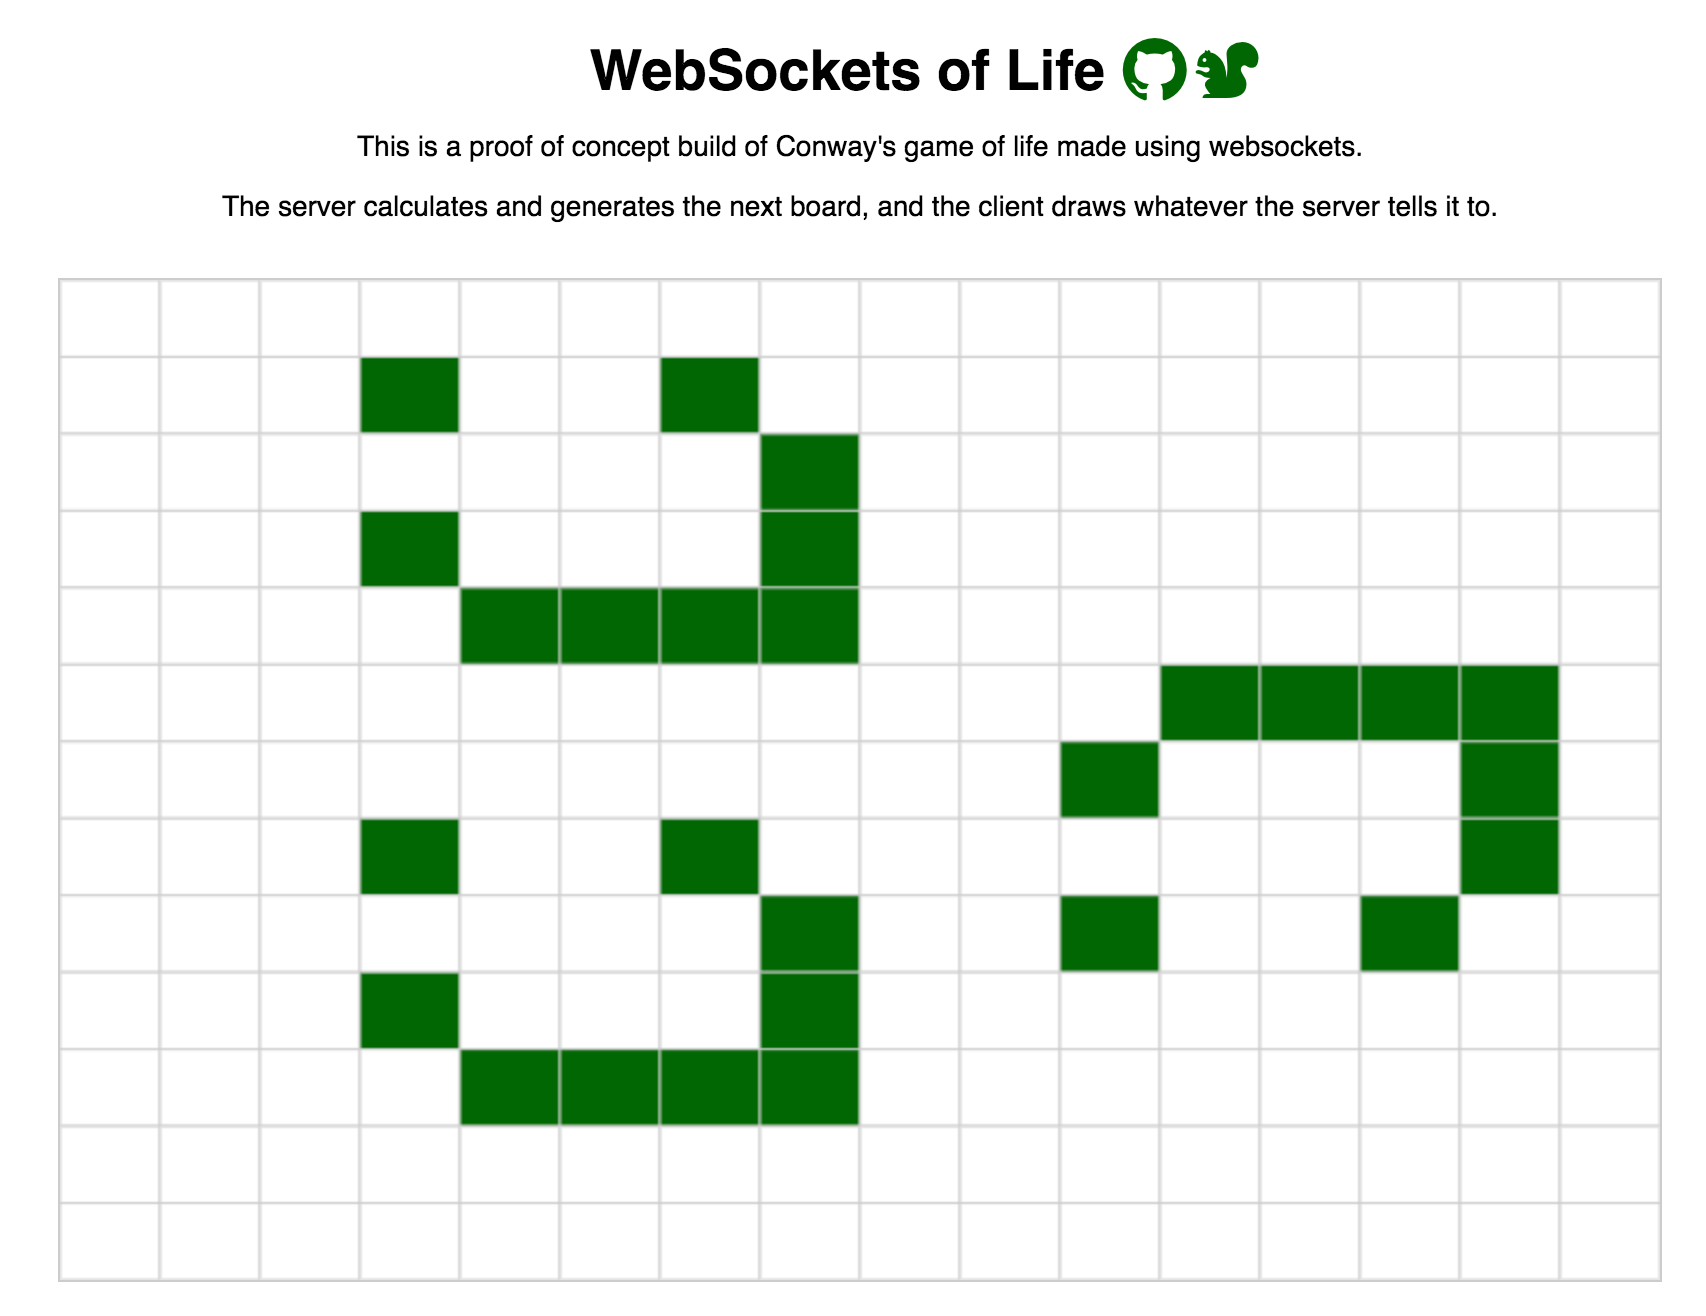 WebSockets of Life
This is a proof of concept build of Conway's game of life made using websockets.
The server calculates and generates the next board, and the client draws whatever the server tells it to.